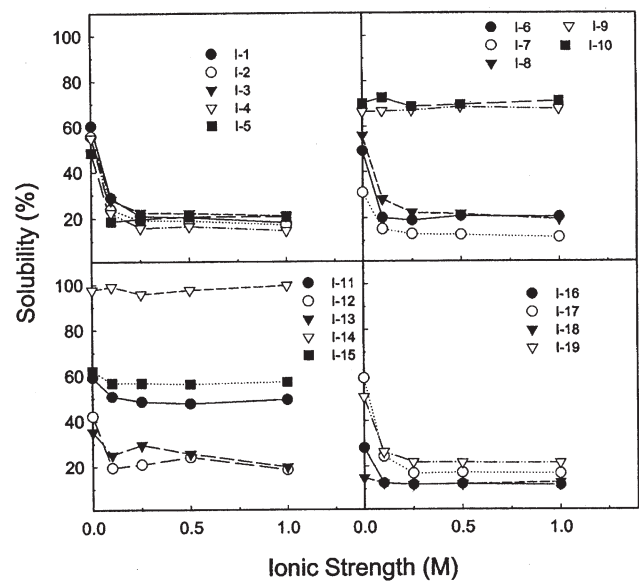 100
80
60
40
20
I-1
I-2
I-3
I-4
I-5
I-6
I-7
I-8
I-9
I-10
Solubility (%)
100
80
60
40
20
I-11
I-12
I-13
I-14
I-15
I-16
I-17
I-18
I-19
0.0 0.5 1.0 0.0 0.5 1.0
Ionic Strength (M)